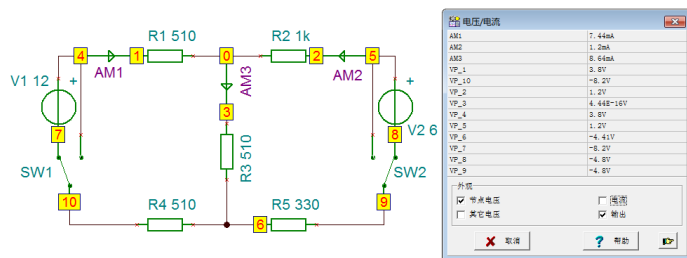 R1 510
R2 1k
4
1
0
2
5
AM1
AM3
AM2
V1 12
+
+
3
7
R3 510
V2 6
8
SW1
SW2
10
R4 510
6
R5 330
9
电压/电流
AM1 7.44mA
AM2 1.2mA
AM3 8.64mA
VP_1 3.8V
VP_10 -8.2V
VP_2 1.2V
VP_3 4.44E-16V
VP_4 3.8V
VP_5 1.2V
VP_6 -4.41V
VP_7 -8.2V
VP_8 -4.8V
VP_9 -4.8V
外观
节点电压 电流
其它电压 输出
取消 ? 帮助